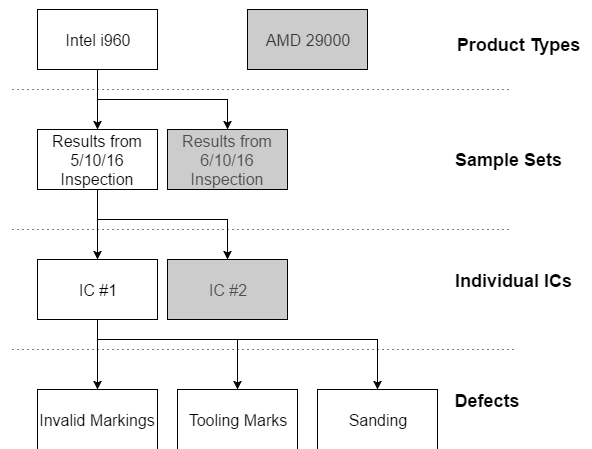 Intel i960
AMD 29000
Product Types
Results from
5/10/16
Inspection
Results from
6/10/16
Inspection
Sample Sets
IC #1
IC #2
Individual ICs
Invalid Markings
Tooling Marks
Sanding
Defects